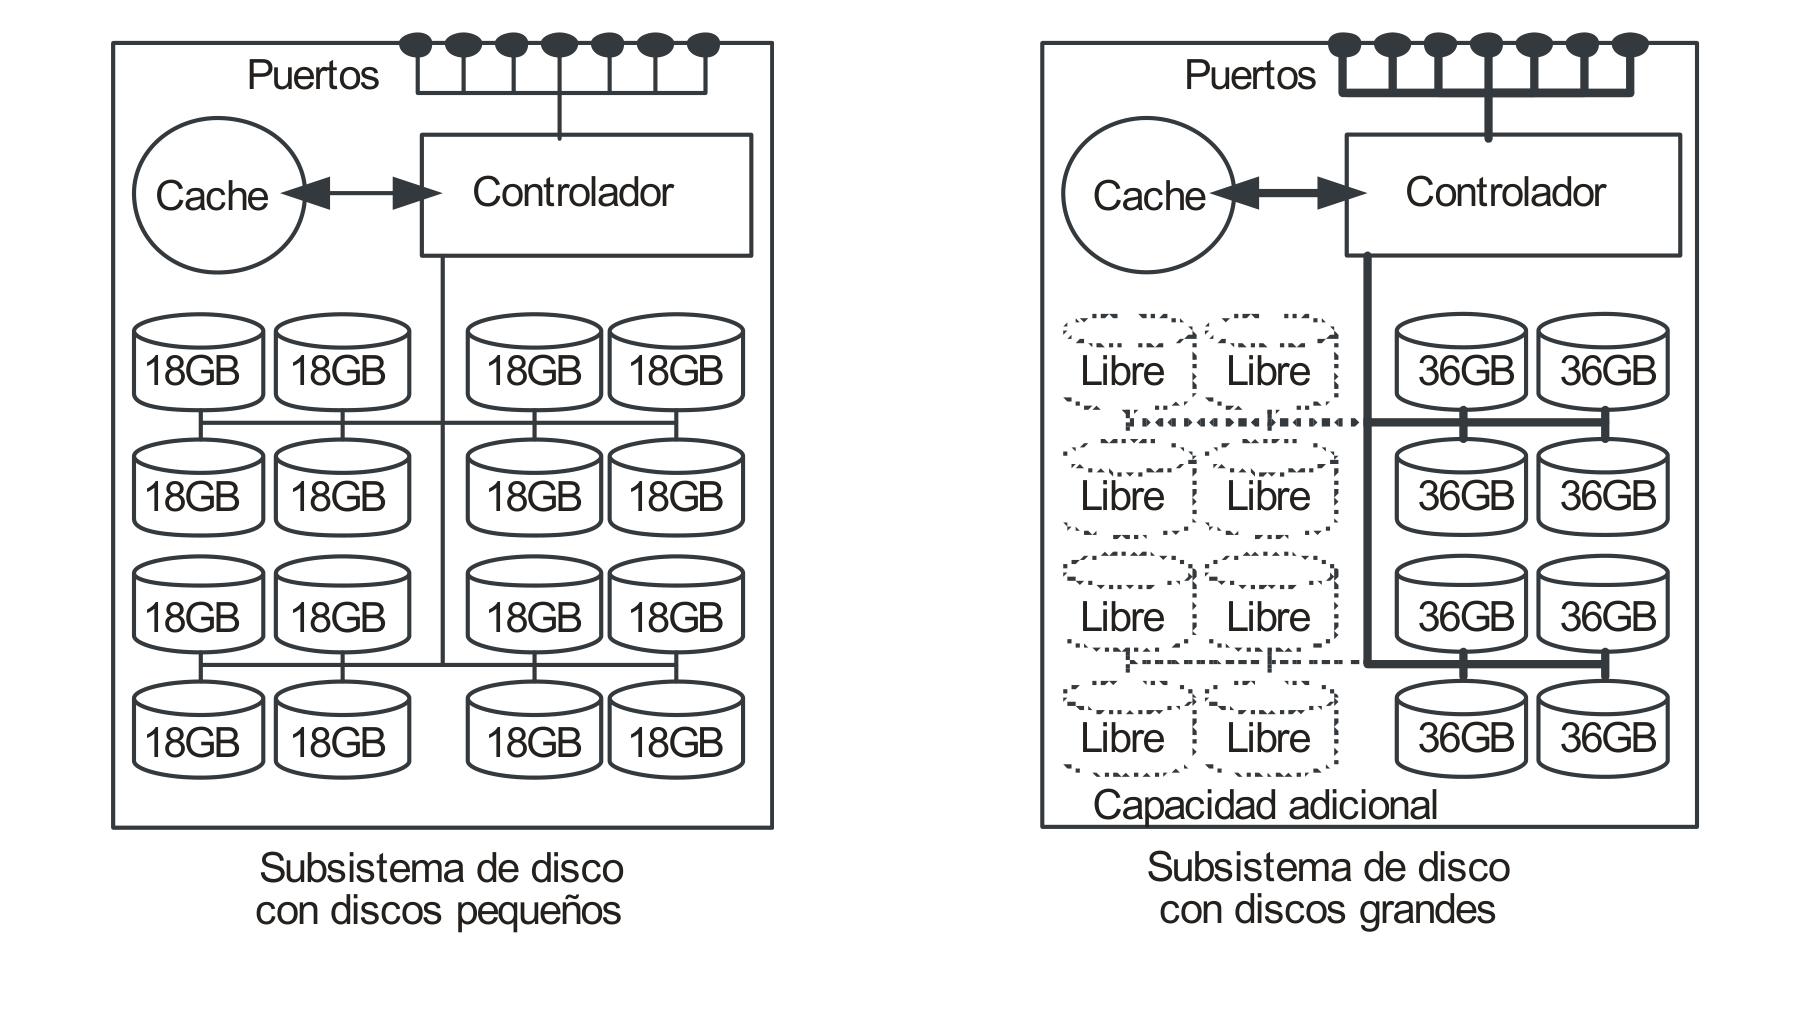 Puertos
Cache
Controlador
18GB 18GB 18GB 18GB
18GB 18GB 18GB 18GB
18GB 18GB 18GB 18GB
18GB 18GB 18GB 18GB
Subsistema de disco
con discos pequeños
Puertos
Cache
Controlador
Libre Libre 36GB 36GB
Libre Libre 36GB 36GB
Libre Libre 36GB 36GB
Libre Libre 36GB 36GB
Capacidad adicional
Subsistema de disco
con discos grandes